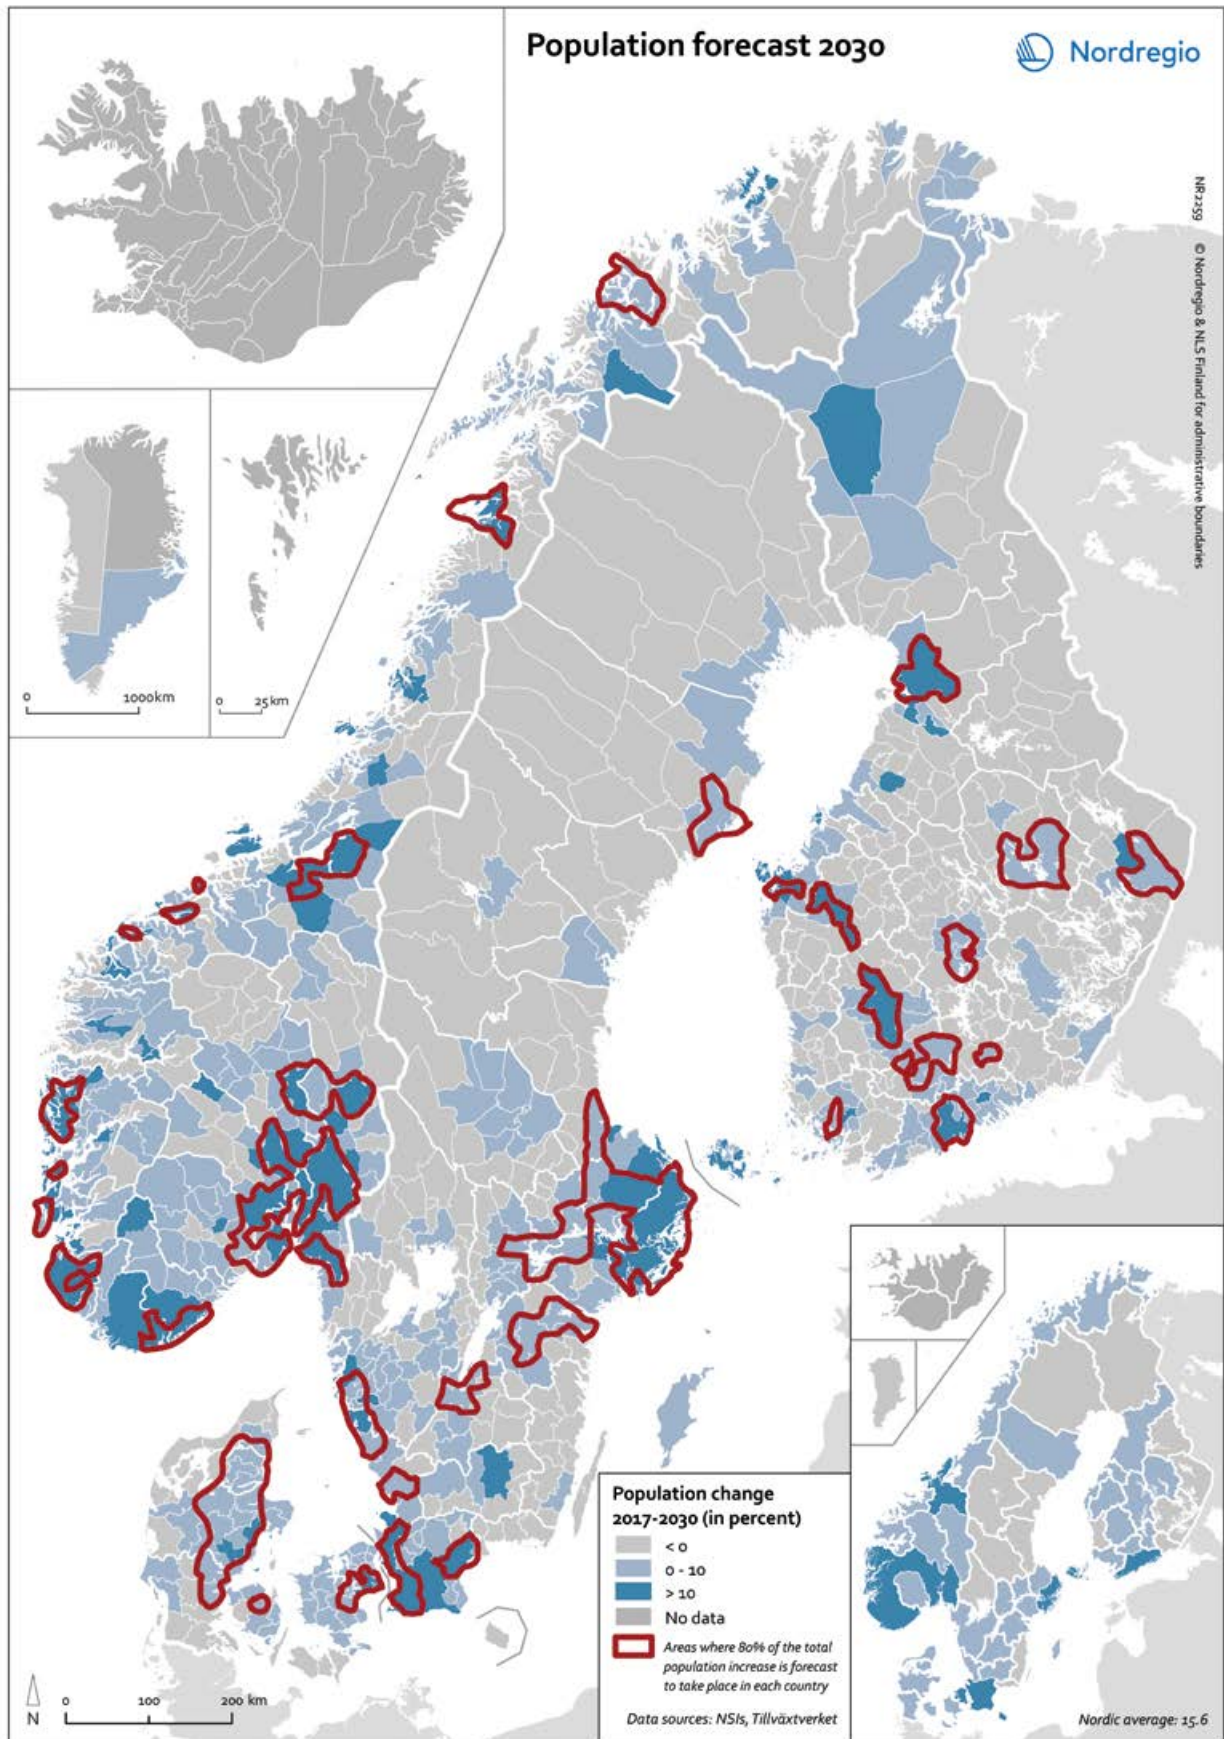 Population forecast 2030
Nordregio
NR2259 © Nordregio & NLS Finland for administrative boundaries
0 1000km
0 25km
Population change
2017-2030 (in percent)
< 0
0 - 10
> 10
No data
Areas where 80% of the total
population increase is forecast
to take place in each country
Data sources: NSIs, Tillväxtverket
Nordic average: 15.6
N
0 100 200 km